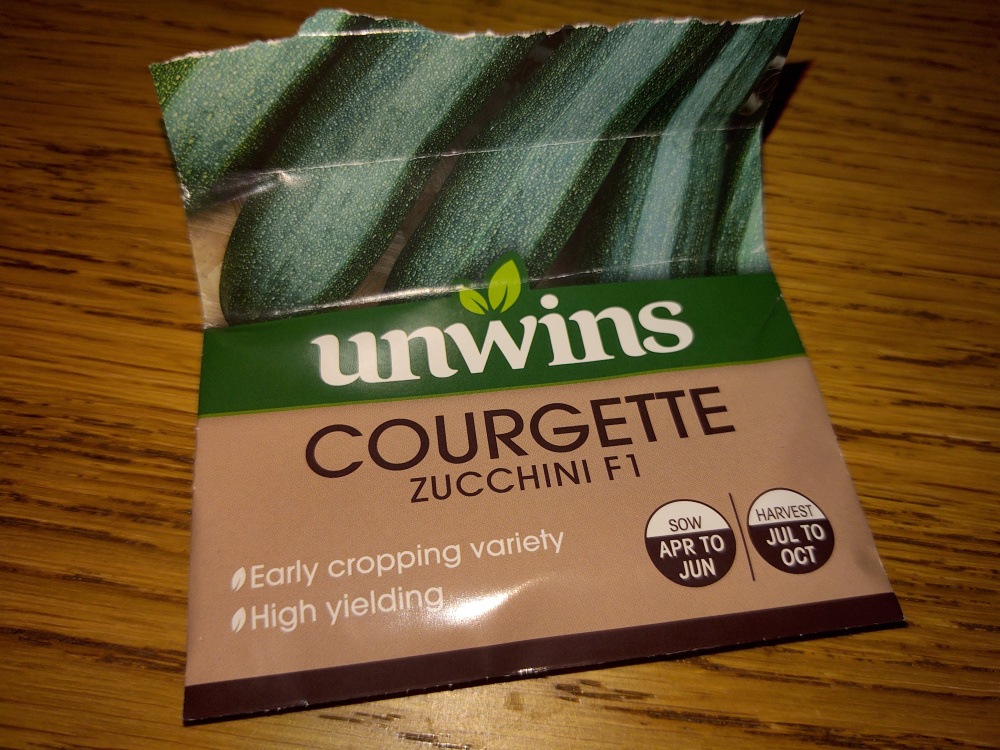 unwins
COURGETTE
ZUCCHINI F1
Early cropping variety
High yielding
SOW
APR TO
JUN
HARVEST
JUL TO
OCT